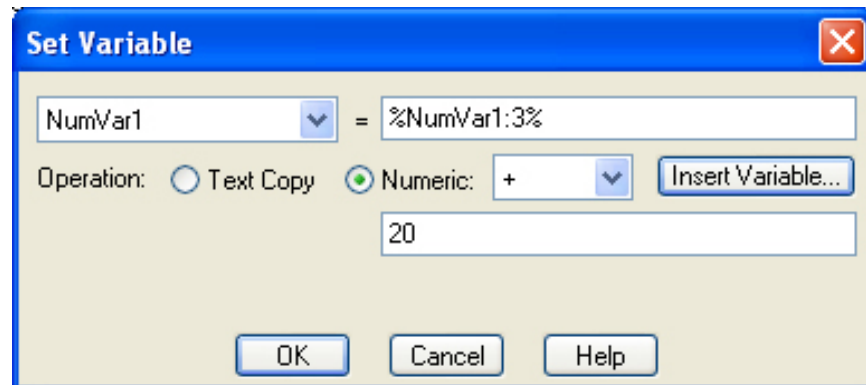 Set Variable
NumVar1 = %NumVar1:3%
Operation: Text Copy Numeric: + Insert Variable...
20
OK Cancel Help